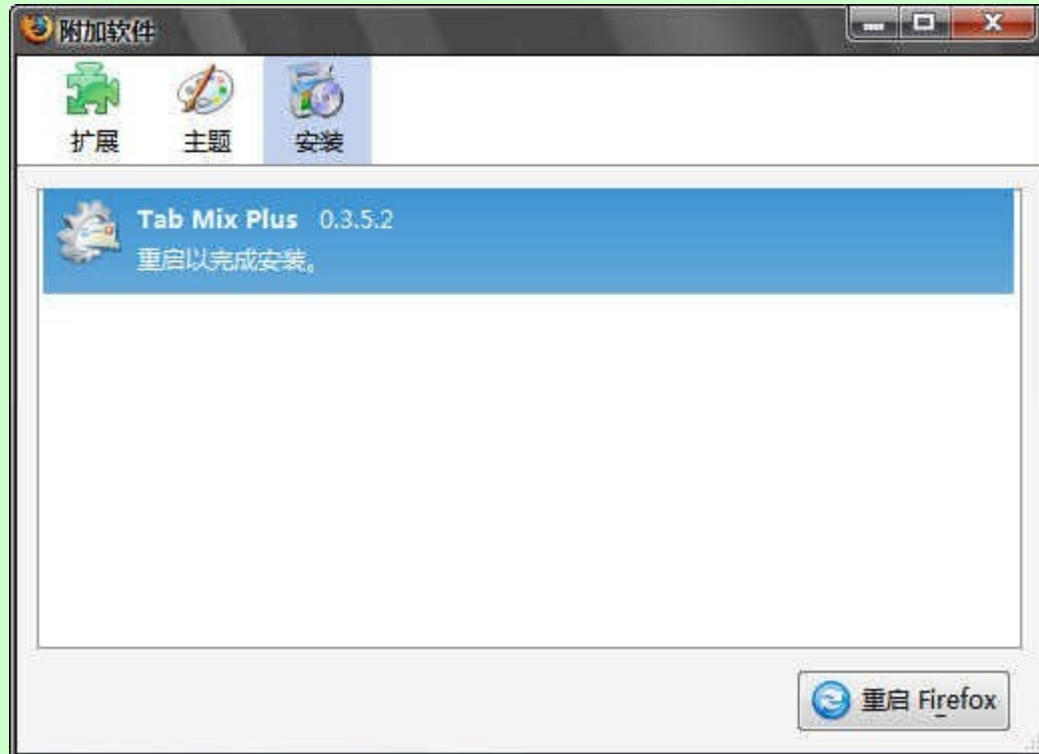 附加软件
扩展 主题 安装
Tab Mix Plus 0.3.5.2
重启以完成安装。
重启 Firefox